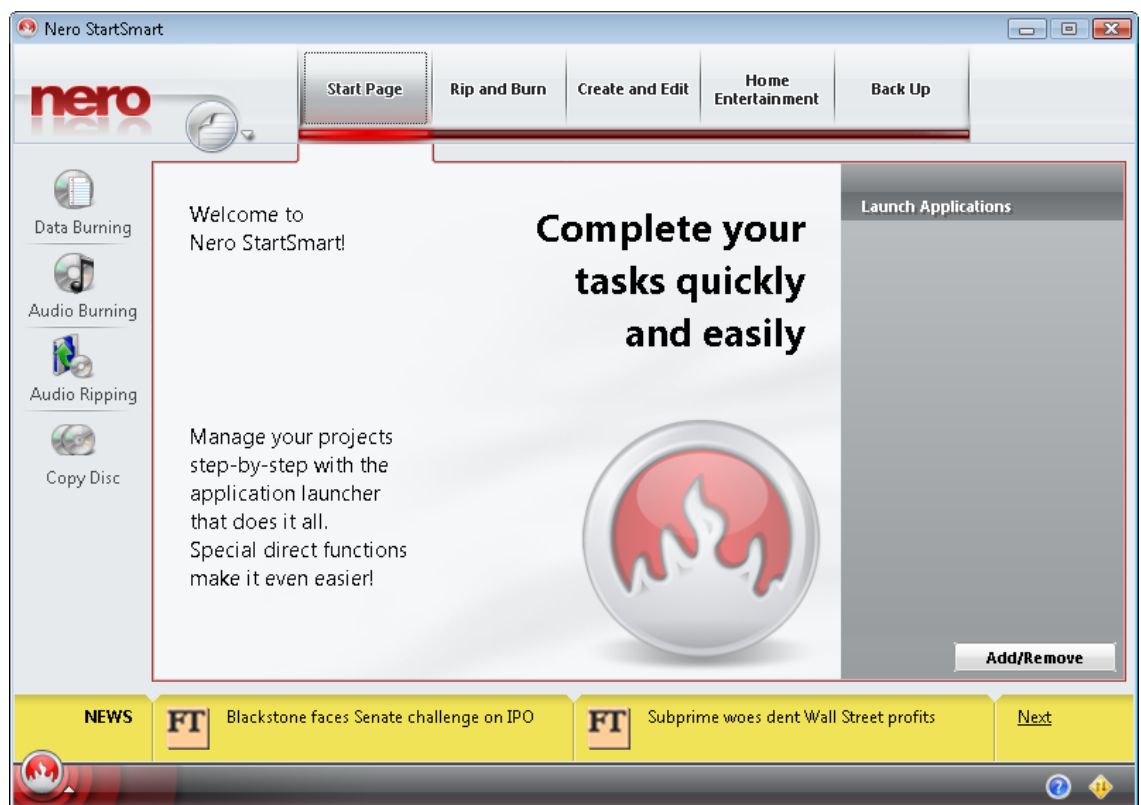 Nero StartSmart
nero
Start Page
Rip and Burn
Create and Edit
Home
Entertainment
Back Up
Data Burning
Audio Burning
Audio Ripping
Copy Disc
Welcome to
Nero StartSmart!
Complete your
tasks quickly
and easily
Manage your projects
step-by-step with the
application launcher
that does it all.
Special direct functions
make it even easier!
Launch Applications
Add/Remove
NEWS
FT
Blackstone faces Senate challenge on IPO
FT
Subprime woes dent Wall Street profits
Next
?